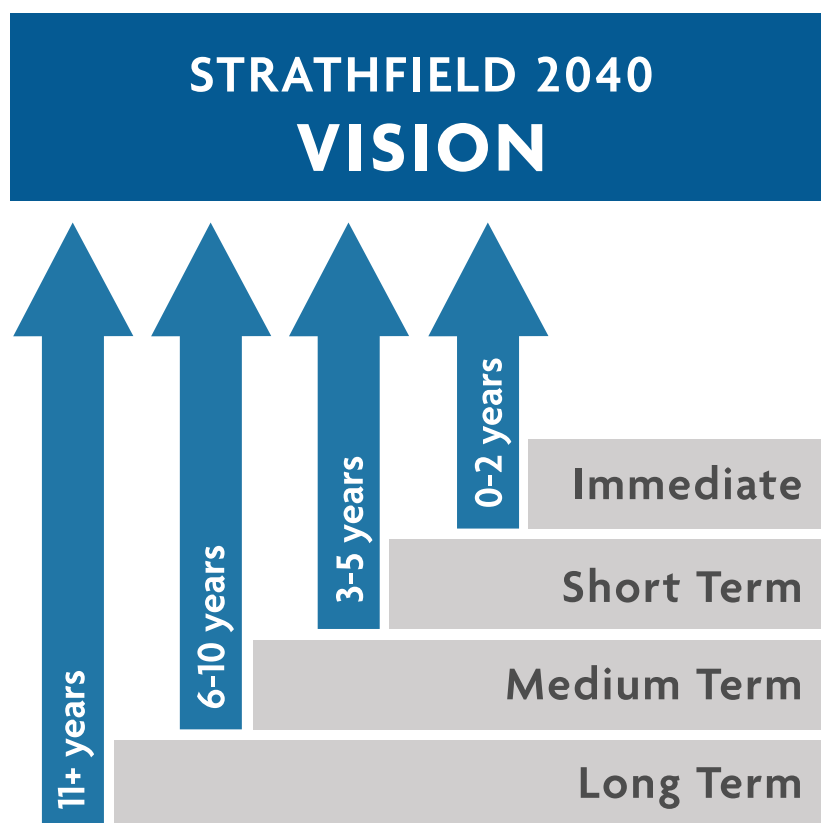 STRATHFIELD 2040
VISION
0-2 years
Immediate
3-5 years
Short Term
6-10 years
Medium Term
11+ years
Long Term